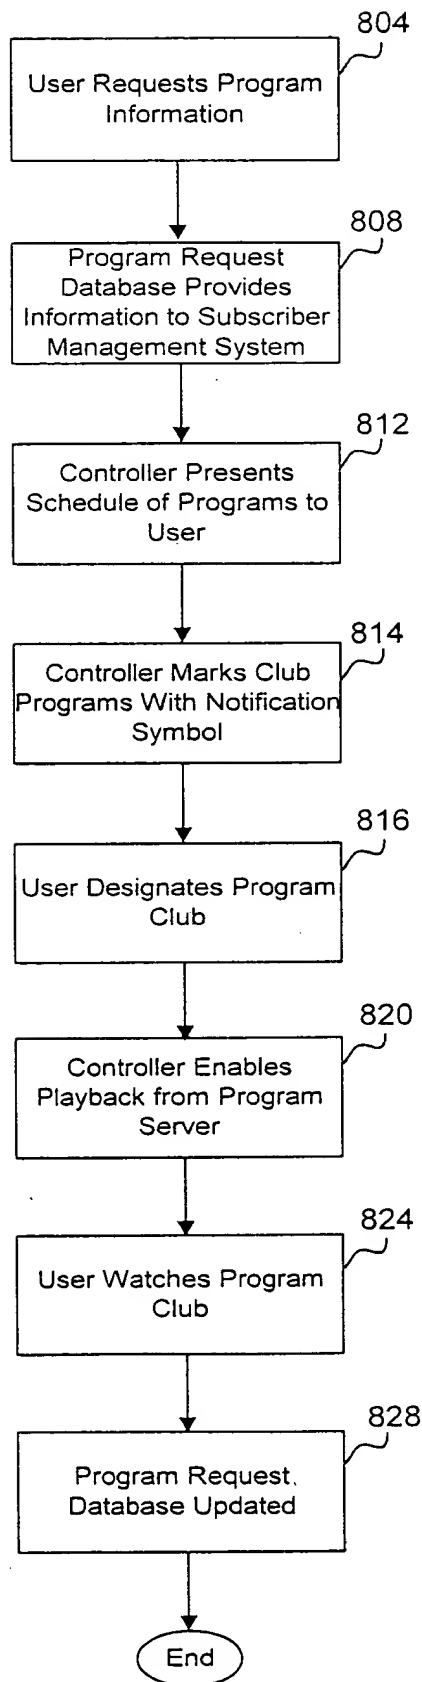 804
User Requests Program
Information
808
Program Request
Database Provides
Information to Subscriber
Management System
812
Controller Presents
Schedule of Programs to
User
814
Controller Marks Club
Programs With Notification
Symbol
816
User Designates Program
Club
820
Controller Enables
Playback from Program
Server
824
User Watches Program
Club
828
Program Request
Database Updated
End